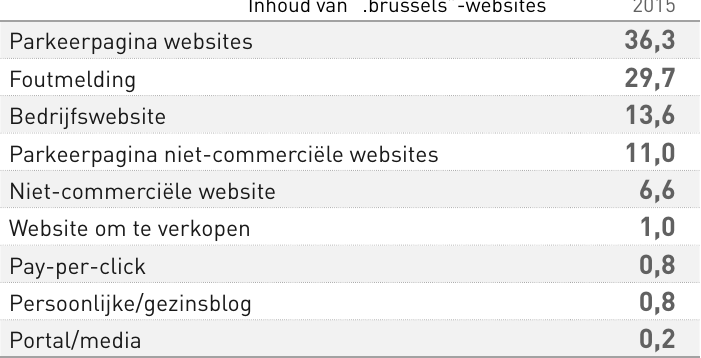 Inhoud van ".brussels"-websites 2015
Parkeerpagina websites 36,3
Foutmelding 29,7
Bedrijfswebsite 13,6
Parkeerpagina niet-commerciële websites 11,0
Niet-commerciële website 6,6
Website om te verkopen 1,0
Pay-per-click 0,8
Persoonlijke/gezinsblog 0,8
Portal/media 0,2